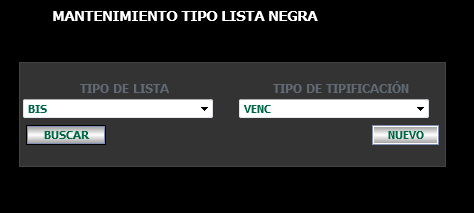 MANTENIMIENTO TIPO LISTA NEGRA
TIPO DE LISTA
TIPO DE TIPIFICACIÓN
BIS
VENC
BUSCAR
NUEVO